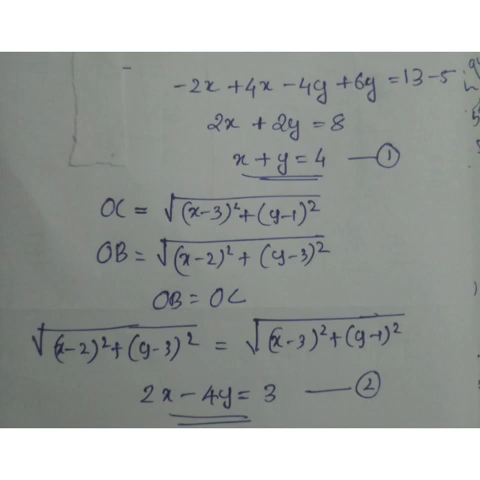 -2x + 4x - 4y + 6y = 13 - 5
2x + 2y = 8
x + y = 4 — ①
OC = √(x-3)² + (y-1)²
OB = √(x-2)² + (y-3)²
OB = OC
√(x-2)² + (y-3)² = √(x-3)² + (y-1)²
2x - 4y = 3 — ②